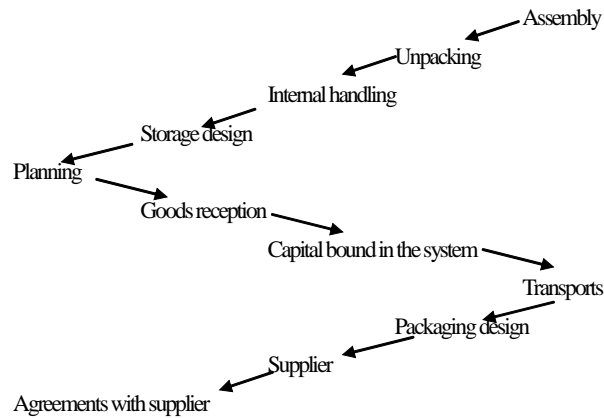 Assembly
Unpacking
Internal handling
Storage design
Planning
Goods reception
Capital bound in the system
Transports
Packaging design
Supplier
Agreements with supplier